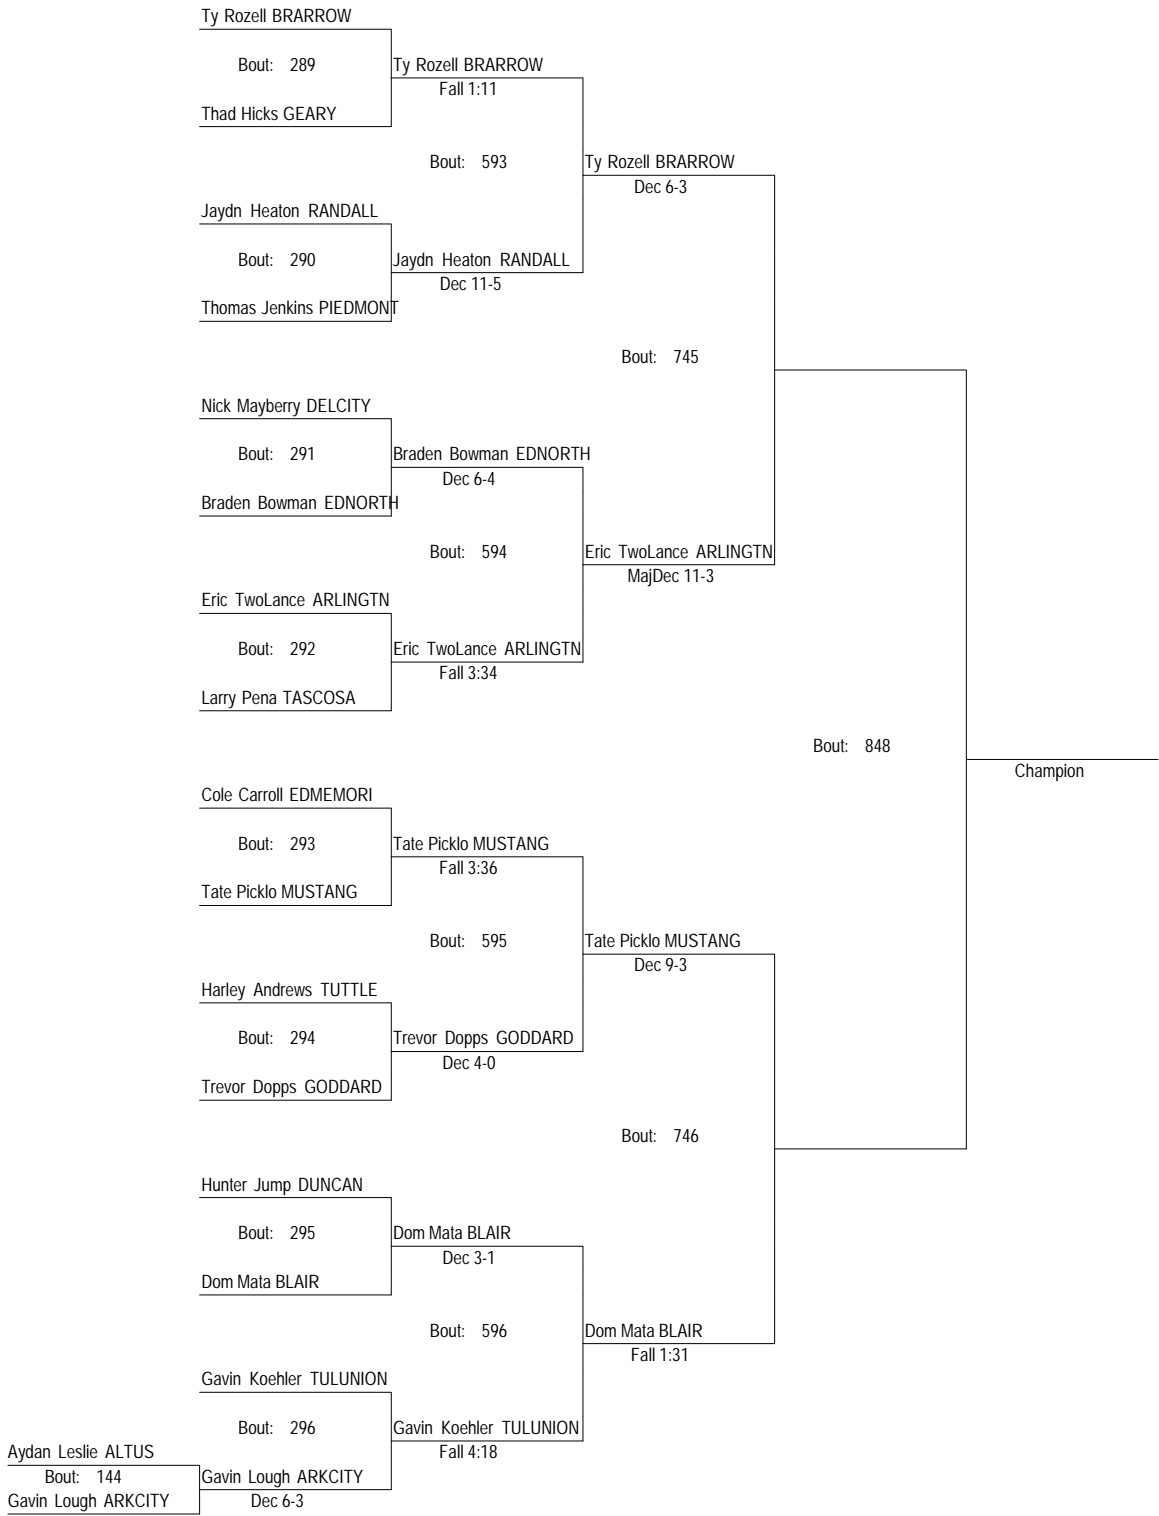 Ty Rozell BRARROW
Bout: 289
Ty Rozell BRARROW
Fall 1:11
Thad Hicks GEARY
Bout: 593
Ty Rozell BRARROW
Dec 6-3
Jaydn Heaton RANDALL
Bout: 290
Jaydn Heaton RANDALL
Dec 11-5
Thomas Jenkins PIEDMONT
Bout: 745
Nick Mayberry DELCITY
Bout: 291
Braden Bowman EDNORTH
Dec 6-4
Braden Bowman EDNORTH
Bout: 594
Eric TwoLance ARLINGTN
MajDec 11-3
Eric TwoLance ARLINGTN
Bout: 292
Eric TwoLance ARLINGTN
Fall 3:34
Larry Pena TASCOSA
Bout: 848
Champion
Cole Carroll EDMEMORI
Bout: 293
Tate Picklo MUSTANG
Fall 3:36
Tate Picklo MUSTANG
Bout: 595
Tate Picklo MUSTANG
Dec 9-3
Harley Andrews TUTTLE
Bout: 294
Trevor Dopps GODDARD
Dec 4-0
Trevor Dopps GODDARD
Bout: 746
Hunter Jump DUNCAN
Bout: 295
Dom Mata BLAIR
Dec 3-1
Dom Mata BLAIR
Bout: 596
Dom Mata BLAIR
Fall 1:31
Gavin Koehler TULUNION
Bout: 296
Gavin Koehler TULUNION
Fall 4:18
Aydan Leslie ALTUS
Bout: 144
Gavin Lough ARKCITY
Dec 6-3
Gavin Lough ARKCITY